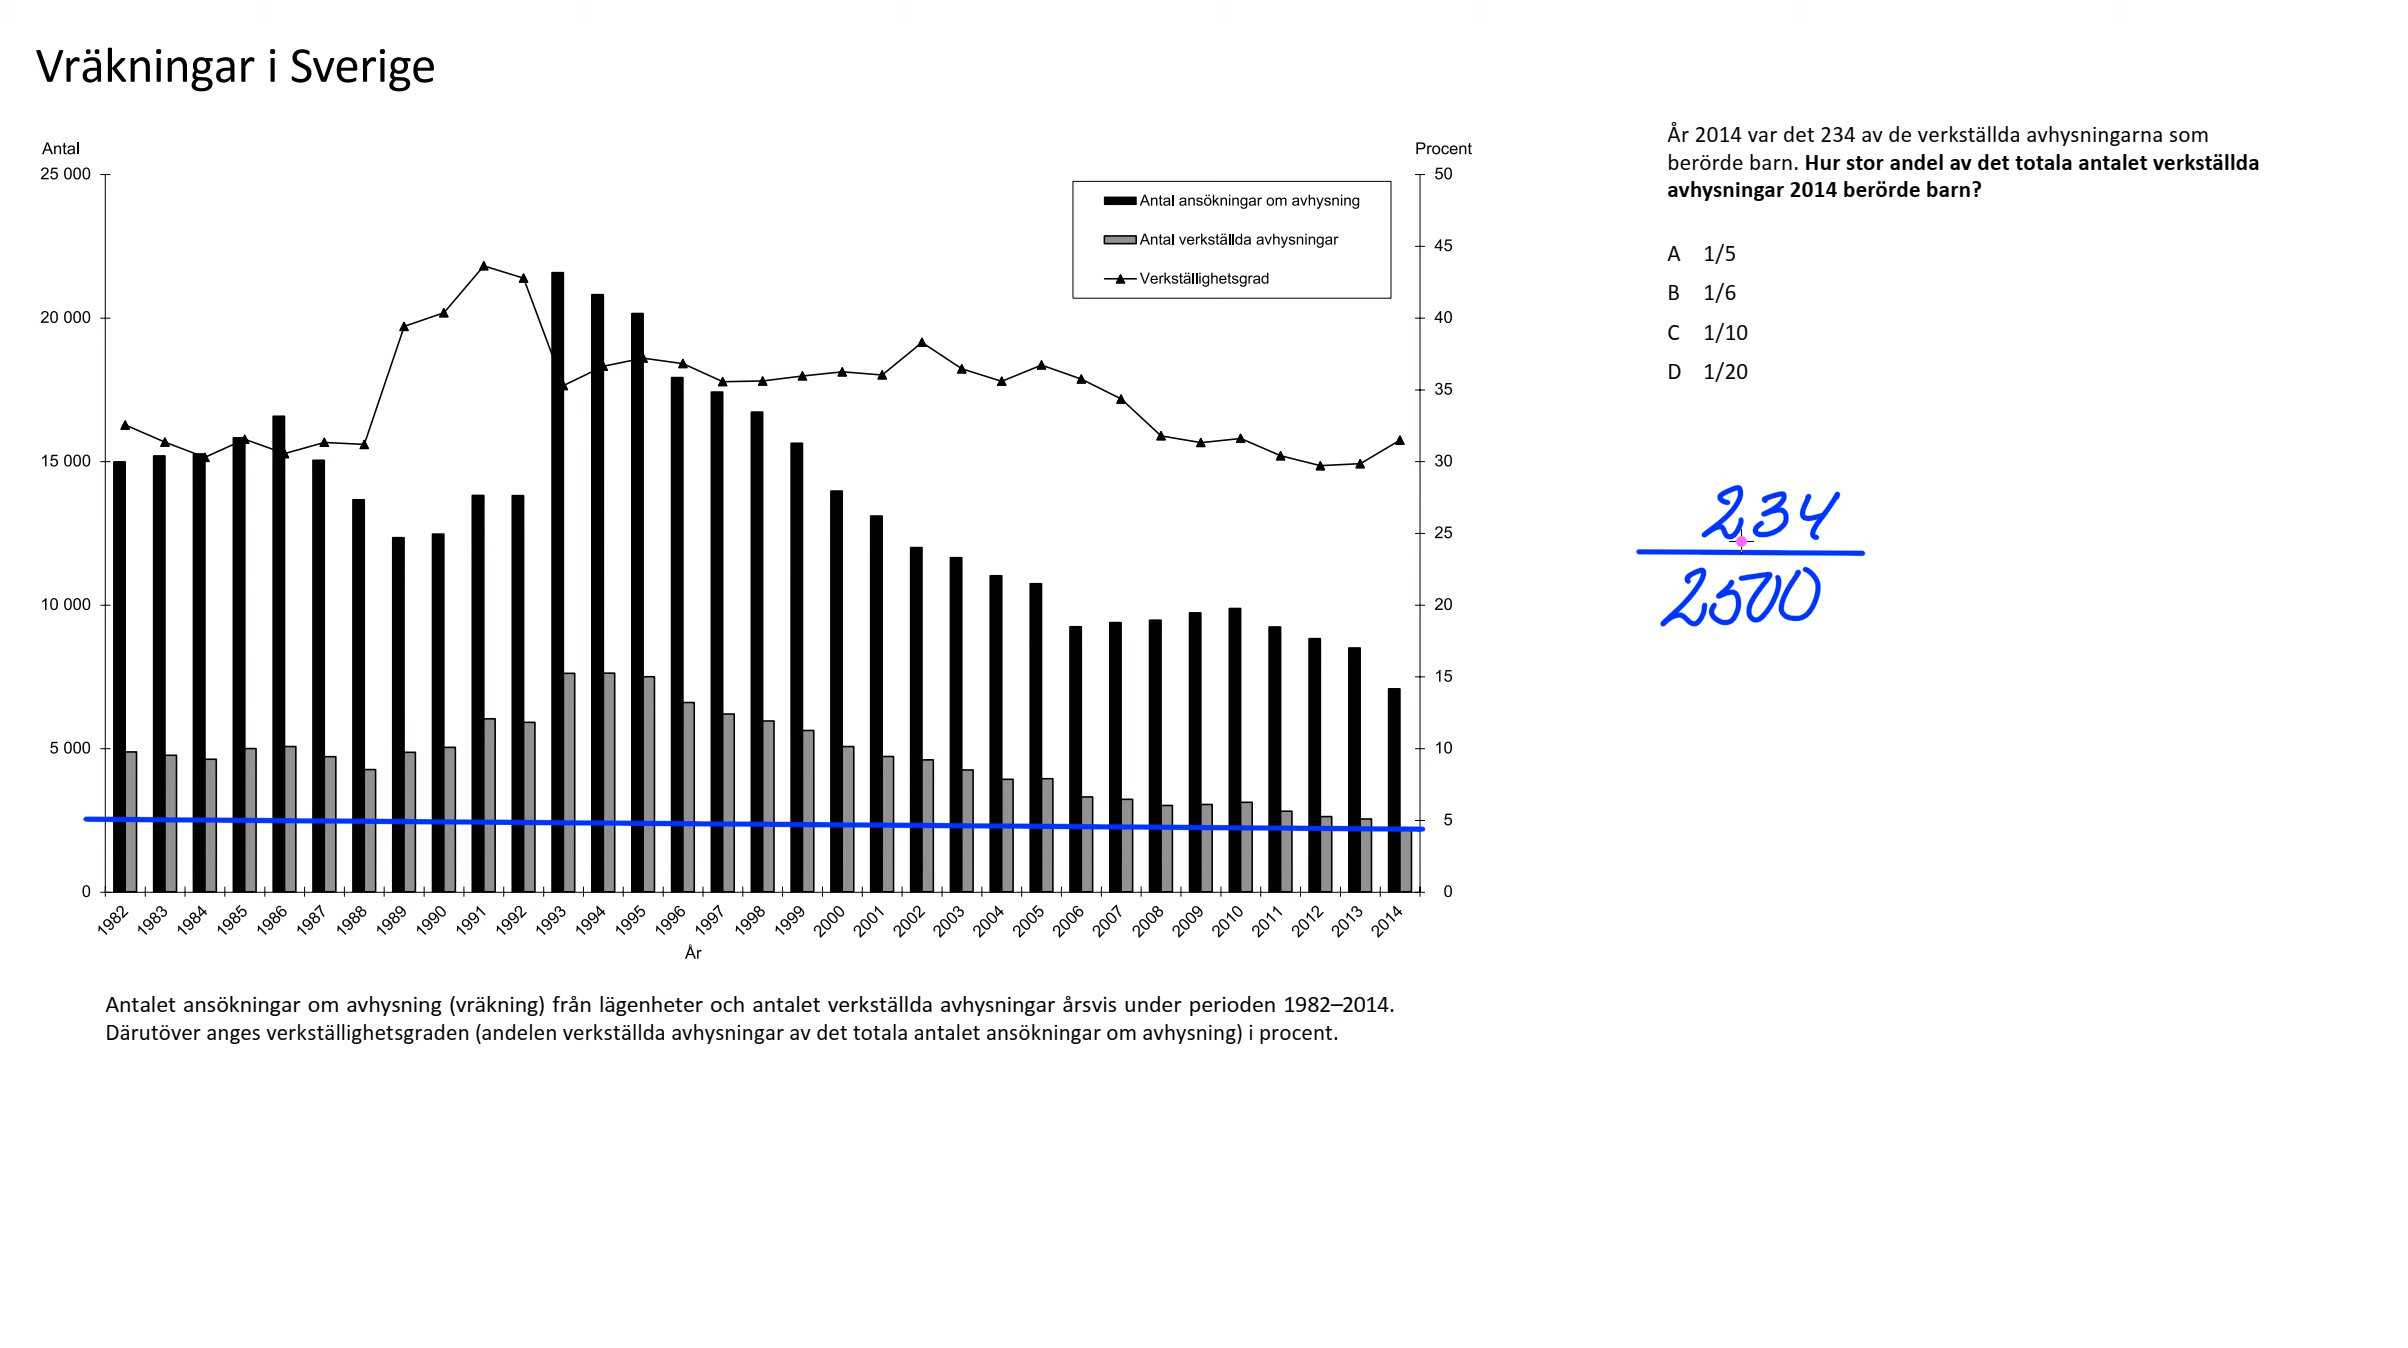 Vräkningar i Sverige
Antal
Procent
25 000
20 000
15 000
10 000
5 000
0
50
45
40
35
30
25
20
15
10
5
0
Antal ansökningar om avhysning
Antal verkställda avhysningar
Verkställighetsgrad
1982 1983 1984 1985 1986 1987 1988 1989 1990 1991 1992 1993 1994 1995 1996 1997 1998 1999 2000 2001 2002 2003 2004 2005 2006 2007 2008 2009 2010 2011 2012 2013 2014
År
Antalet ansökningar om avhysning (vräkning) från lägenheter och antalet verkställda avhysningar årsvis under perioden 1982–2014.
Därutöver anges verkställighetsgraden (andelen verkställda avhysningar av det totala antalet ansökningar om avhysning) i procent.
År 2014 var det 234 av de verkställda avhysningarna som
berörde barn. Hur stor andel av det totala antalet verkställda
avhysningar 2014 berörde barn?
A 1/5
B 1/6
C 1/10
D 1/20
234
2500